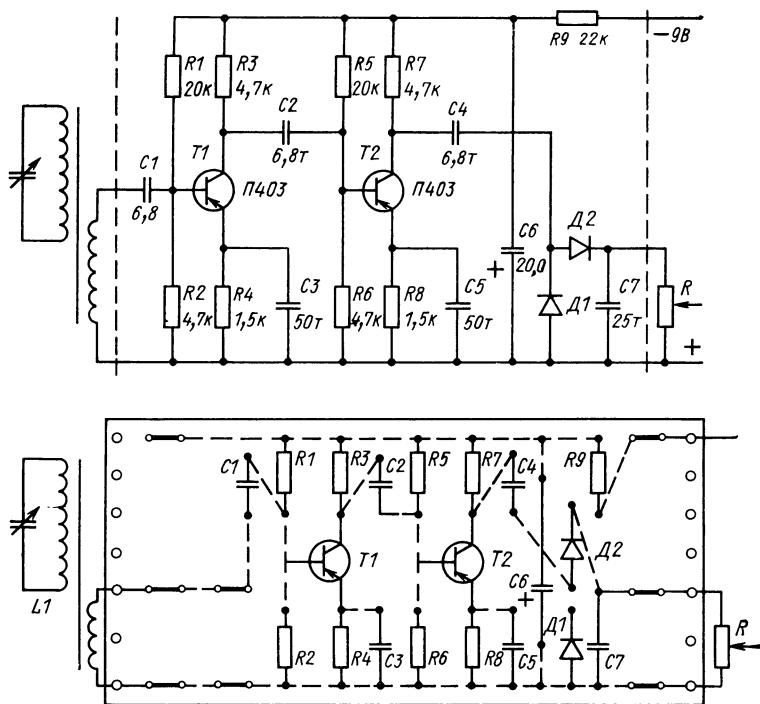 R9 22к
−9В
R1
20к
R3
4,7к
R5
20к
R7
4,7к
C2
6,8т
C4
6,8т
C1
6,8
T1
П403
T2
П403
R2
4,7к
R4
1,5к
C3
50т
R6
4,7к
R8
1,5к
C5
50т
C6
+ 20,0
Д2
Д1
C7
25т
R
+
C1
R1
R3
C2
R5
R7
C4
R9
T1
T2
Д2
C6
+
L1
R2
R4
C3
R6
R8
C5
Д1
C7
R